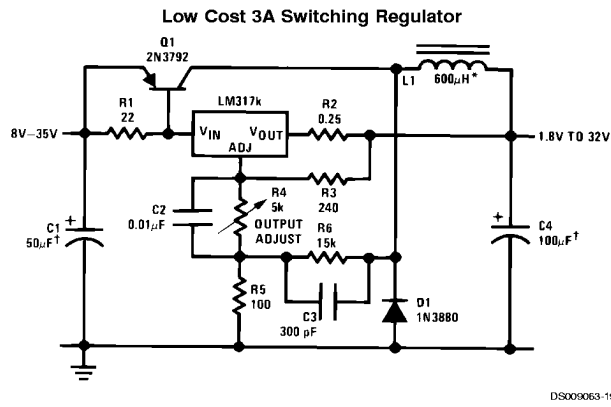 Low Cost 3A Switching Regulator
Q1
2N3792
L1
600μH*
R1
22
LM317k
VIN
VOUT
ADJ
R2
0.25
8V–35V
1.8V TO 32V
R4
5k
OUTPUT
ADJUST
R3
240
C2
0.01μF
R6
15k
+
C1
50μF†
+
C4
100μF†
R5
100
C3
300 pF
D1
1N3880